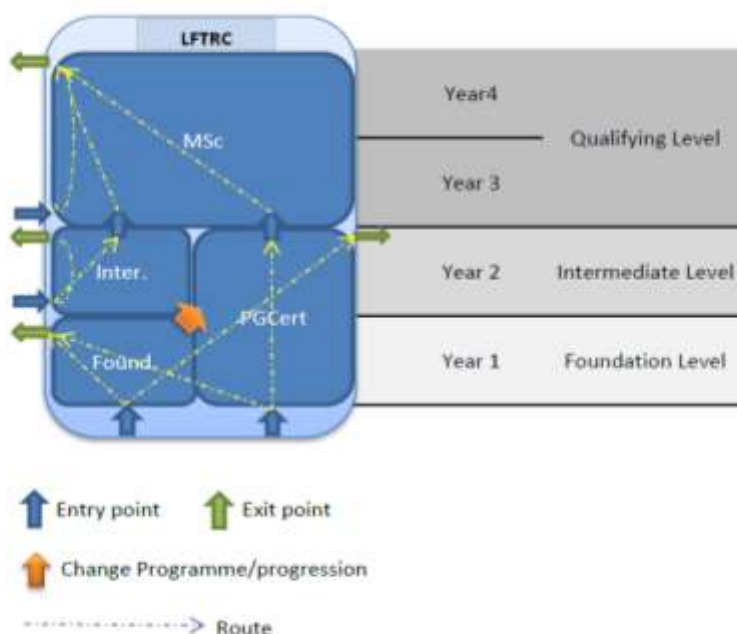 LFTRC
Year4
MSc
Qualifying Level
Year 3
Inter.
Year 2 Intermediate Level
PGCert
Found.
Year 1 Foundation Level
Entry point
Exit point
Change Programme/progression
Route